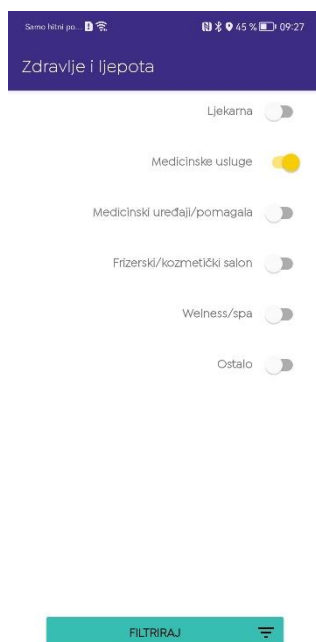 Samo hitni po... 45 % 09:27
Zdravlje i ljepota
Ljekarna
Medicinske usluge
Medicinski uređaji/pomagala
Frizerski/kozmetički salon
Welness/spa
Ostalo
FILTRIRAJ